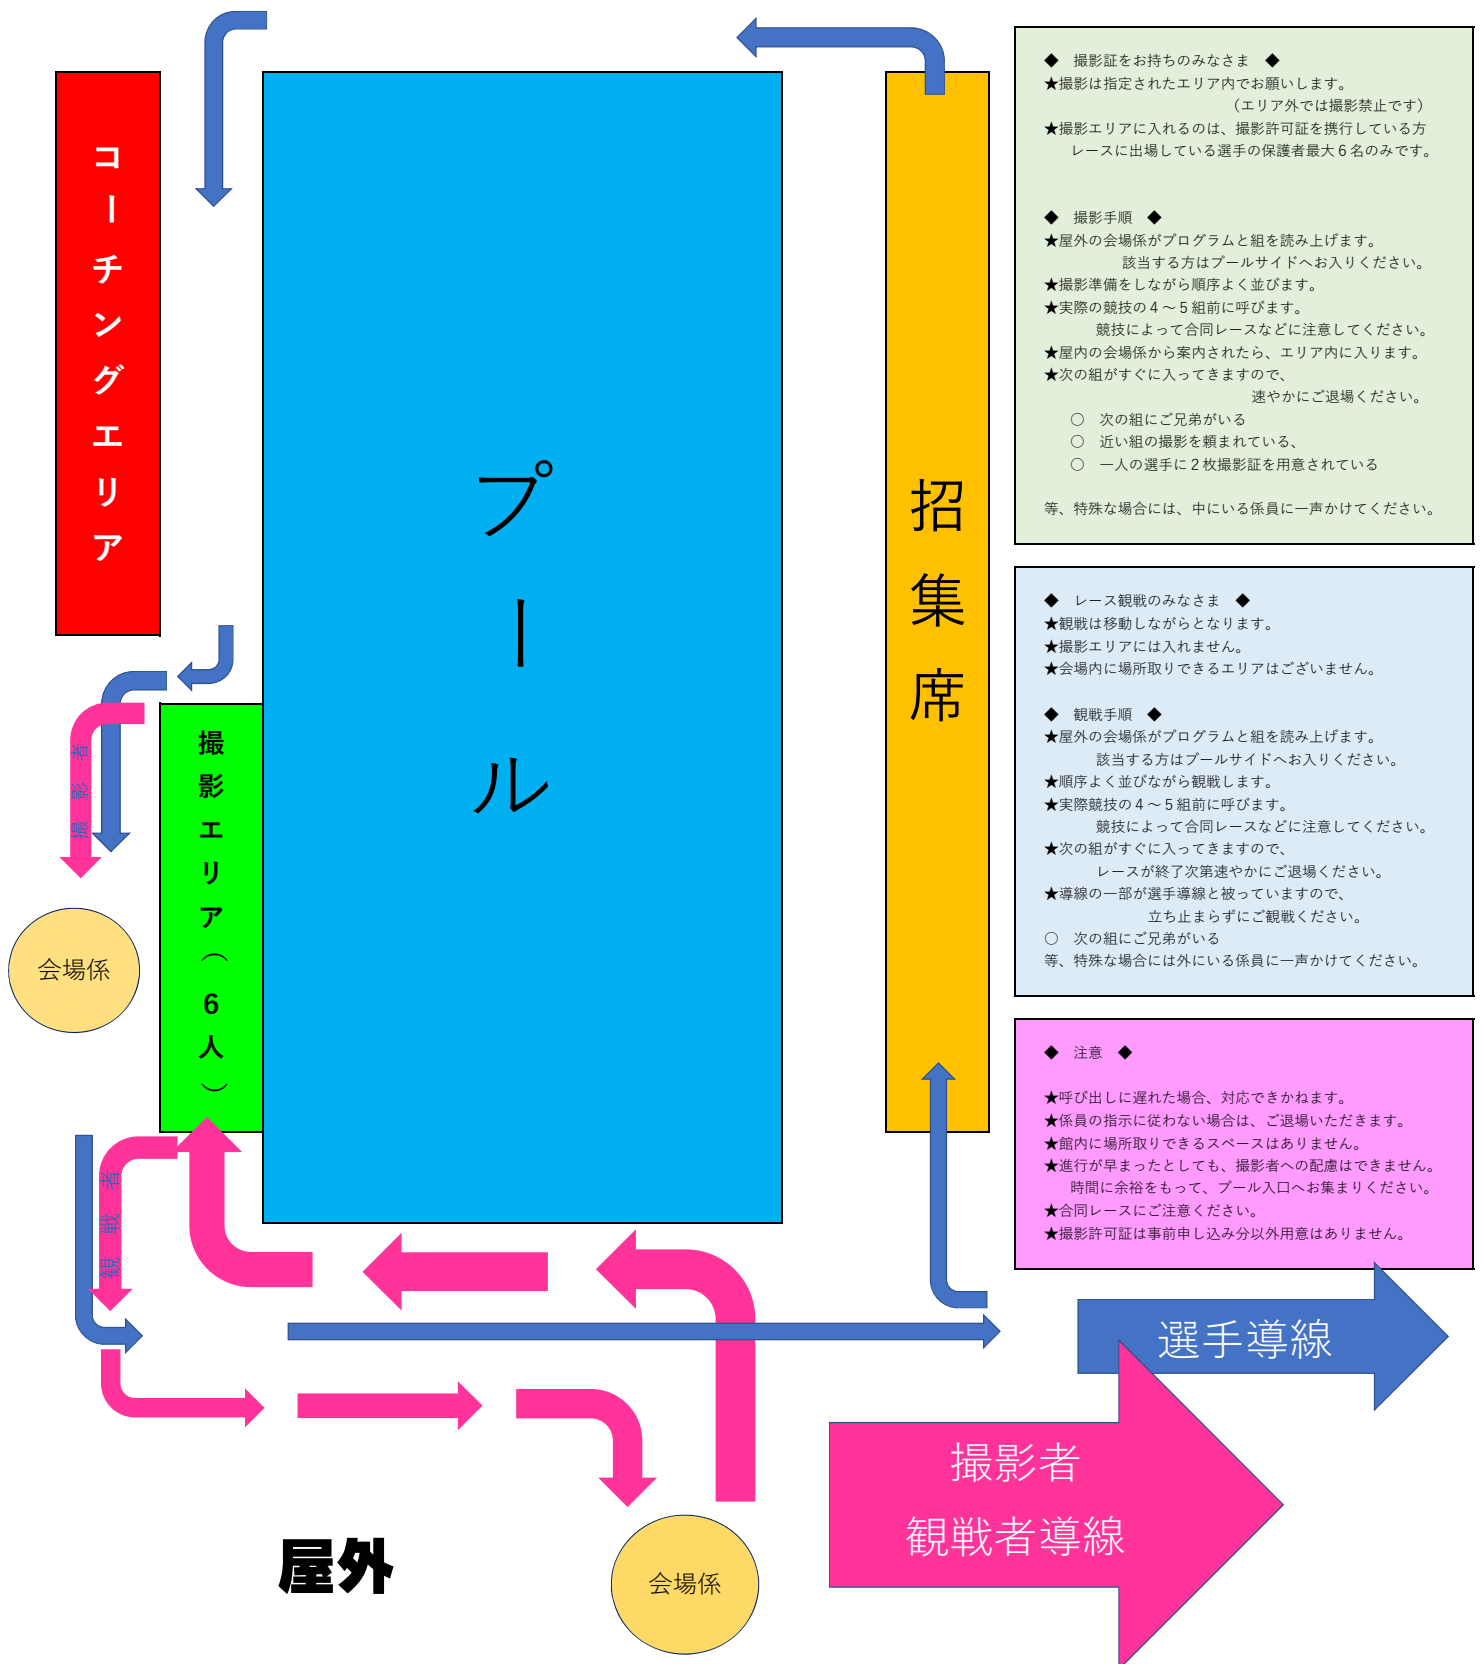 コーチングエリア
プール
招集席
撮影者
撮影エリア（6人）
会場係
観戦者
屋外
会場係
◆　撮影証をお持ちのみなさま　◆
★撮影は指定されたエリア内でお願いします。
（エリア外では撮影禁止です）
★撮影エリアに入れるのは、撮影許可証を携行している方
レースに出場している選手の保護者最大６名のみです。
◆　撮影手順　◆
★屋外の会場係がプログラムと組を読み上げます。
該当する方はプールサイドへお入りください。
★撮影準備をしながら順序よく並びます。
★実際の競技の４～５組前に呼びます。
競技によって合同レースなどに注意してください。
★屋内の会場係から案内されたら、エリア内に入ります。
★次の組がすぐに入ってきますので、
速やかにご退場ください。
○　次の組にご兄弟がいる
○　近い組の撮影を頼まれている、
○　一人の選手に２枚撮影証を用意されている
等、特殊な場合には、中にいる係員に一声かけてください。
◆　レース観戦のみなさま　◆
★観戦は移動しながらとなります。
★撮影エリアには入れません。
★会場内に場所取りできるエリアはございません。
◆　観戦手順　◆
★屋外の会場係がプログラムと組を読み上げます。
該当する方はプールサイドへお入りください。
★順序よく並びながら観戦します。
★実際競技の４～５組前に呼びます。
競技によって合同レースなどに注意してください。
★次の組がすぐに入ってきますので、
レースが終了次第速やかにご退場ください。
★導線の一部が選手導線と被っていますので、
立ち止まらずにご観戦ください。
○　次の組にご兄弟がいる
等、特殊な場合には外にいる係員に一声かけてください。
◆　注意　◆
★呼び出しに遅れた場合、対応できかねます。
★係員の指示に従わない場合は、ご退場いただきます。
★館内に場所取りできるスペースはありません。
★進行が早まったとしても、撮影者への配慮はできません。
時間に余裕をもって、プール入口へお集まりください。
★合同レースにご注意ください。
★撮影許可証は事前申し込み分以外用意はありません。
選手導線
撮影者
観戦者導線